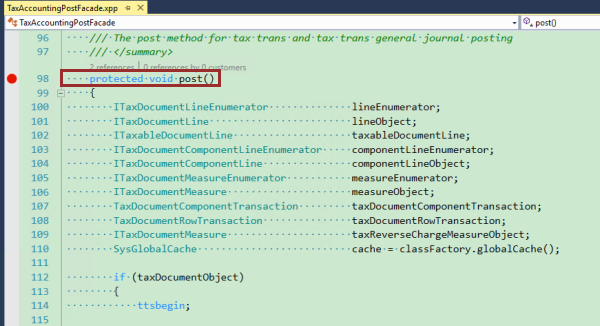 TaxAccountingPostFacade.xpp
TaxAccountingPostFacade post()
96 /// The post method for tax trans and tax trans general journal posting
97 /// </summary>
2 references | 0 references by 0 customers
98 protected void post()
99 {
100 ITaxDocumentLineEnumerator lineEnumerator;
101 ITaxDocumentLine lineObject;
102 ITaxableDocumentLine taxableDocumentLine;
103 ITaxDocumentComponentLineEnumerator componentLineEnumerator;
104 ITaxDocumentComponentLine componentLineObject;
105 ITaxDocumentMeasureEnumerator measureEnumerator;
106 ITaxDocumentMeasure measureObject;
107 TaxDocumentComponentTransaction taxDocumentComponentTransaction;
108 TaxDocumentRowTransaction taxDocumentRowTransaction;
109 ITaxDocumentMeasure taxReverseChargeMeasureObject;
110 SysGlobalCache cache = classFactory.globalCache();
111
112 if (taxDocumentObject)
113 {
114 ttsbegin;
115